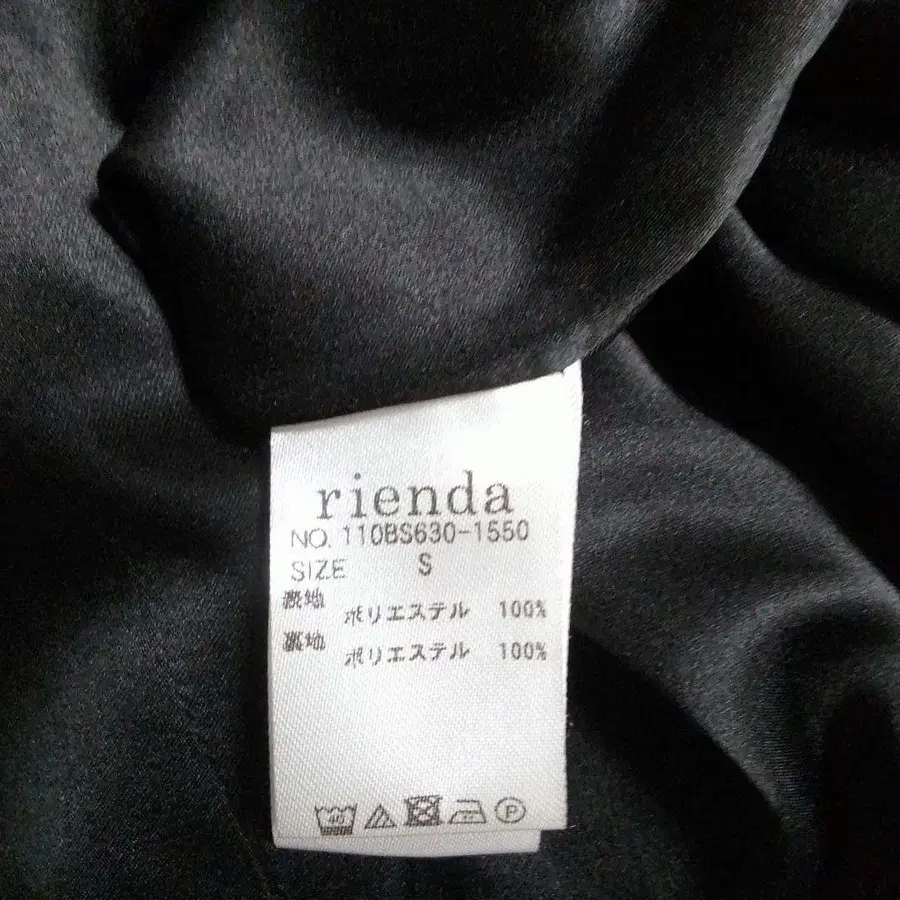 rienda
NO. 110BS630-1550
SIZE S
表地
ポリエステル 100%
裏地
ポリエステル 100%
40
P